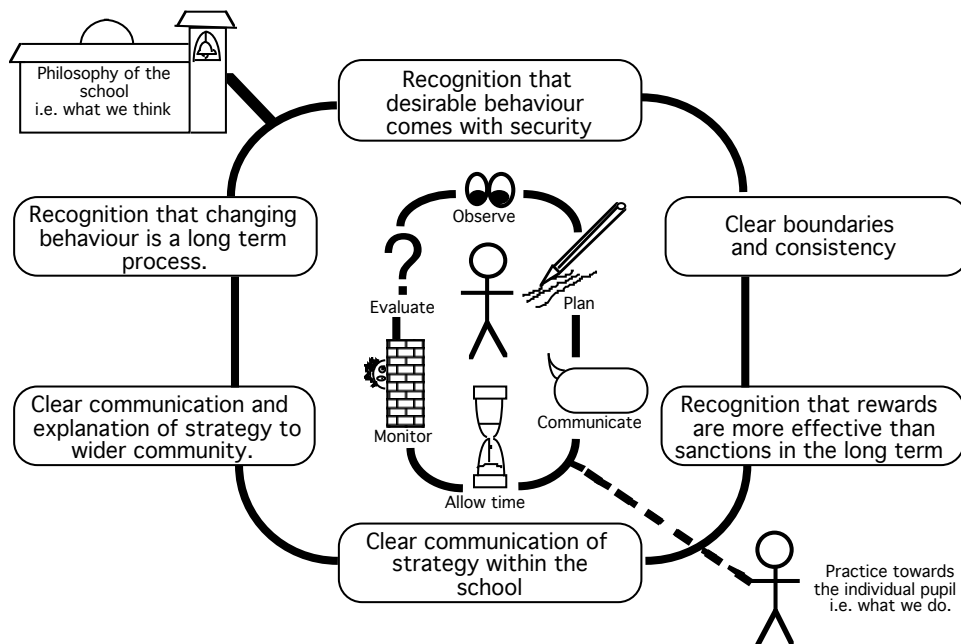 Philosophy of the
school
i.e. what we think
Recognition that
desirable behaviour
comes with security
Recognition that changing
behaviour is a long term
process.
Clear boundaries
and consistency
Observe
Evaluate
Plan
Monitor
Communicate
Allow time
Clear communication and
explanation of strategy to
wider community.
Recognition that rewards
are more effective than
sanctions in the long term
Clear communication of
strategy within the
school
Practice towards
the individual pupil
i.e. what we do.